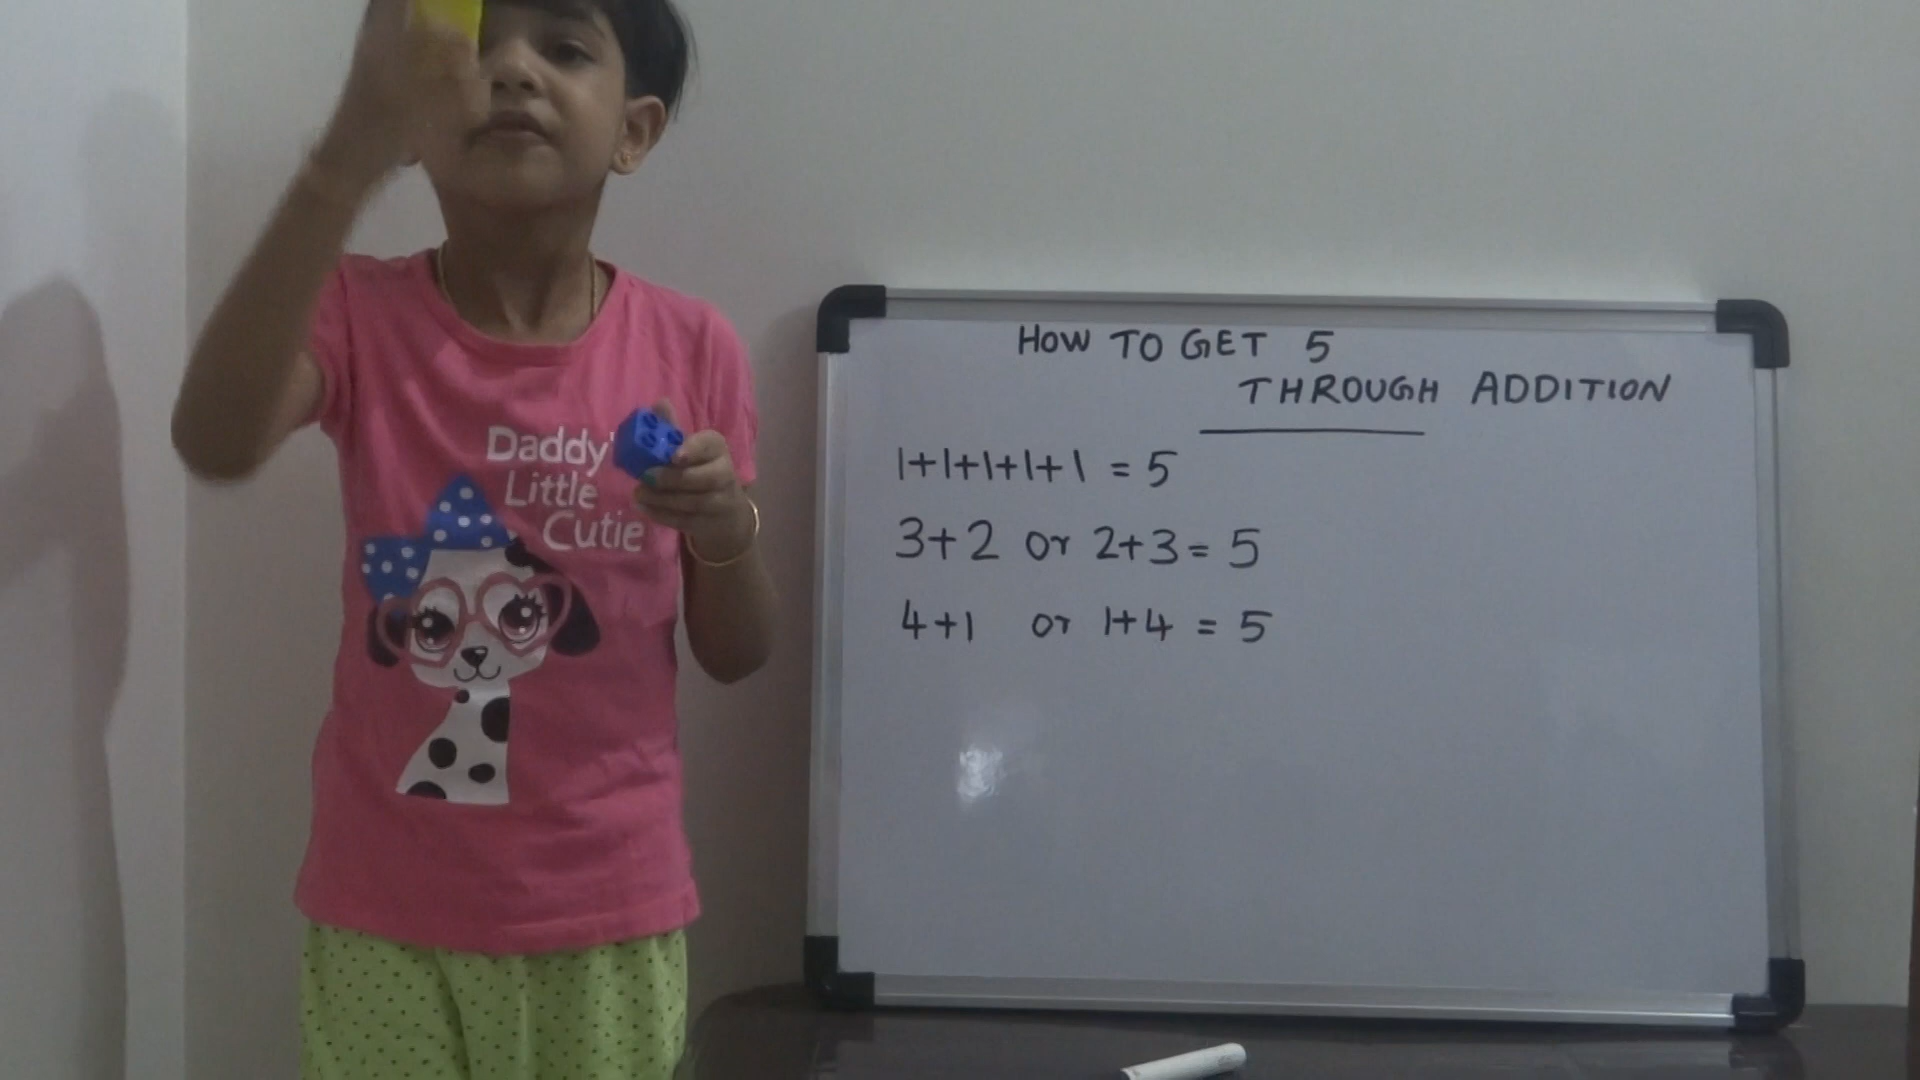 Daddy's
Little
Cutie
HOW TO GET 5
THROUGH ADDITION
1+1+1+1+1 = 5
3+2 or 2+3 = 5
4+1 or 1+4 = 5